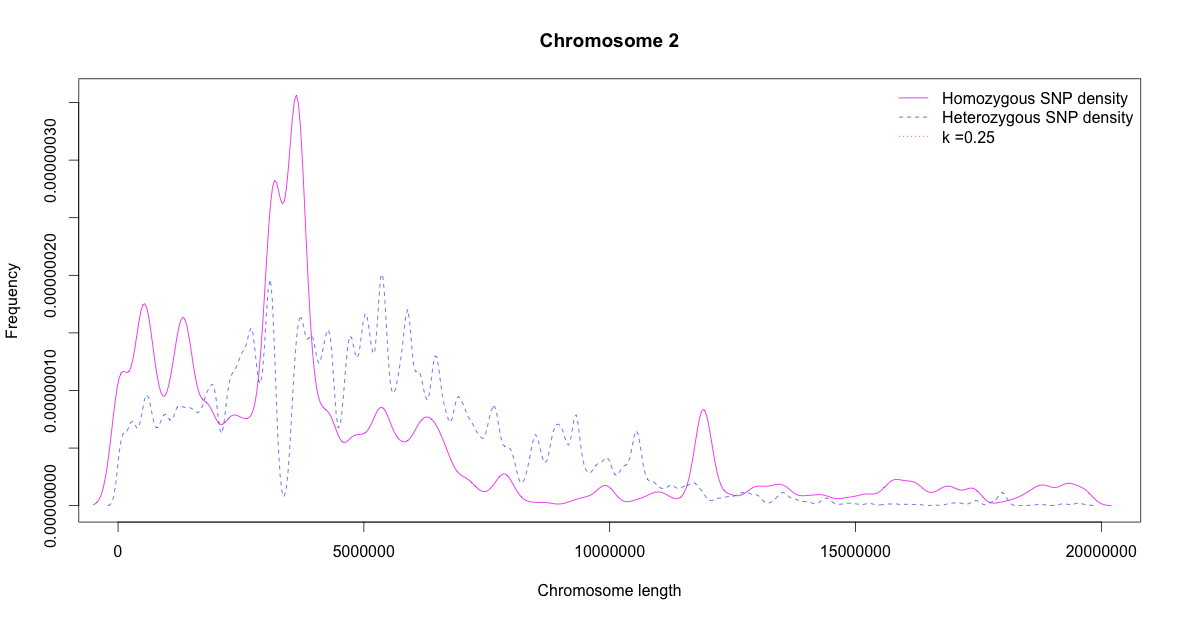 Chromosome 2
Homozygous SNP density
Heterozygous SNP density
k =0.25
Frequency
0.00000030
0.00000020
0.00000010
0.00000000
0
5000000
10000000
15000000
20000000
Chromosome length